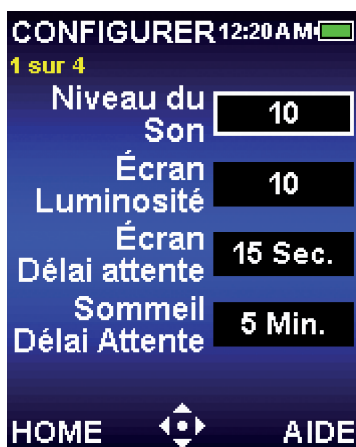 CONFIGURER 12:20AM
1 sur 4
Niveau du
Son
10
Écran
Luminosité
10
Écran
Délai attente
15 Sec.
Sommeil
Délai Attente
5 Min.
HOME AIDE